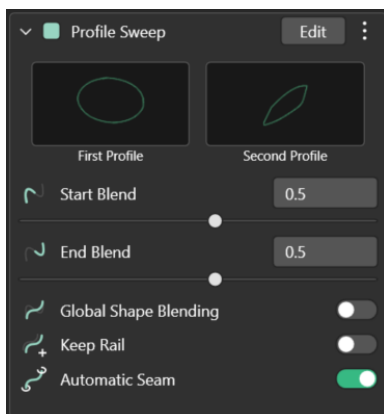 Profile Sweep Edit
First Profile Second Profile
Start Blend 0.5
End Blend 0.5
Global Shape Blending
Keep Rail
Automatic Seam